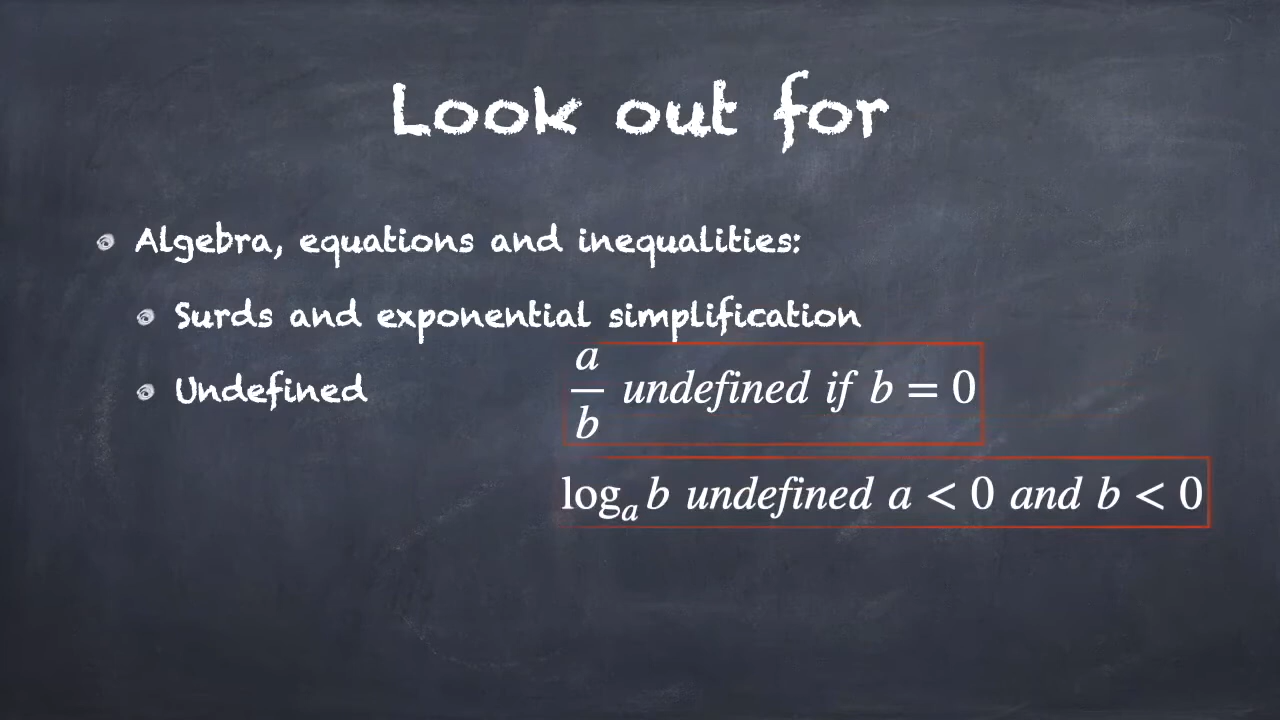 Look out for
Algebra, equations and inequalities:
Surds and exponential simplification
Undefined
a/b undefined if b = 0
logₐ b undefined a < 0 and b < 0